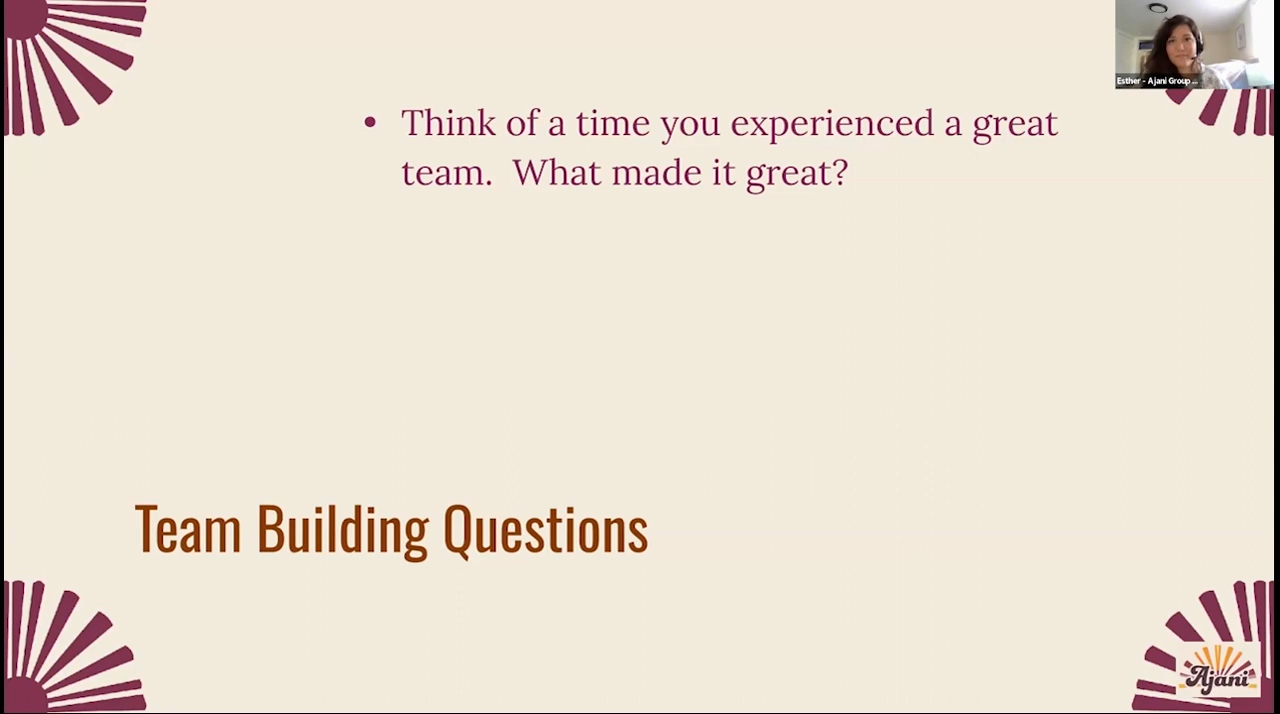 • Think of a time you experienced a great
team.  What made it great?
Esther - Ajani Group ...
Team Building Questions
Ajani